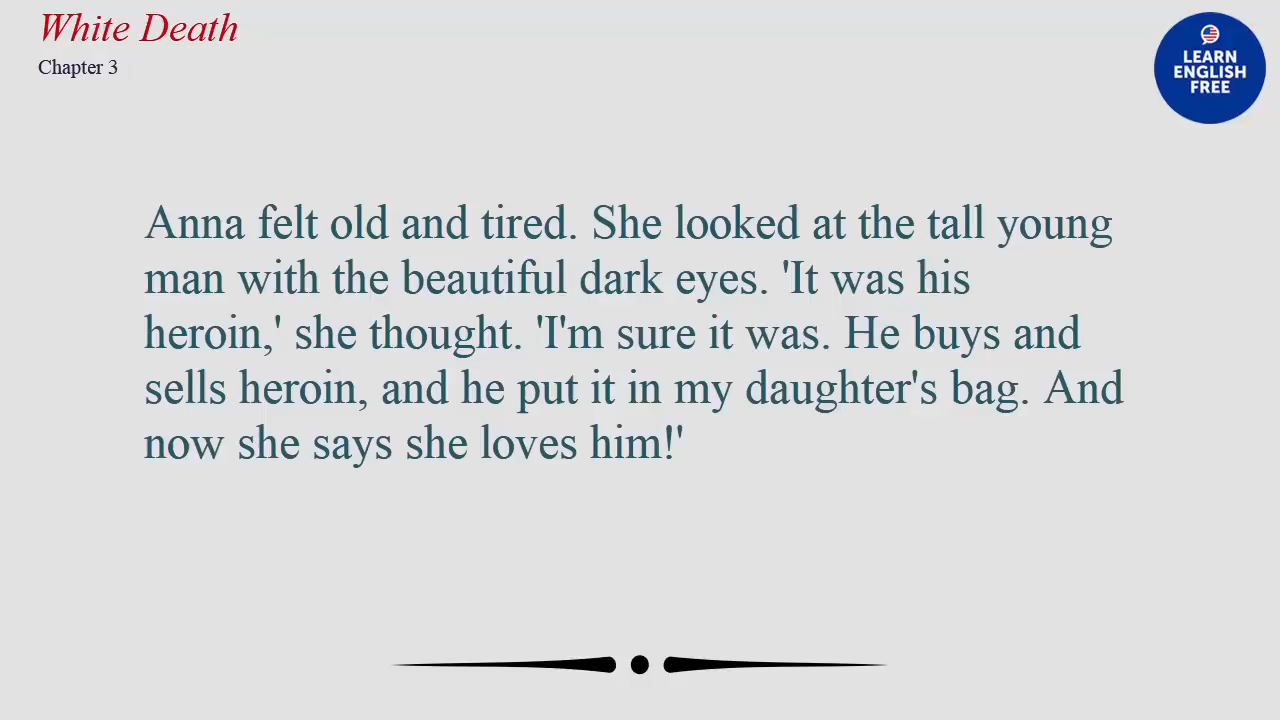 White Death
Chapter 3
LEARN
ENGLISH
FREE
Anna felt old and tired. She looked at the tall young
man with the beautiful dark eyes. 'It was his
heroin,' she thought. 'I'm sure it was. He buys and
sells heroin, and he put it in my daughter's bag. And
now she says she loves him!'